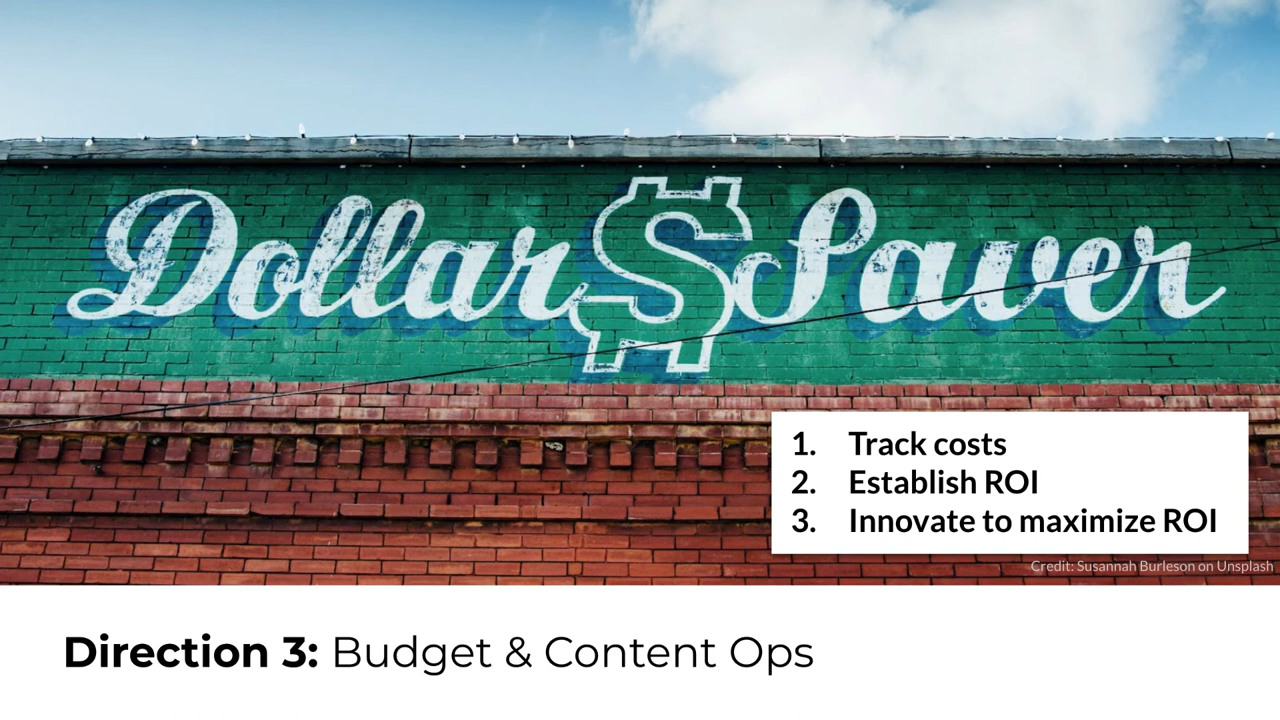 Dollar $ Saver
1. Track costs
2. Establish ROI
3. Innovate to maximize ROI
Credit: Susannah Burleson on Unsplash
Direction 3: Budget & Content Ops